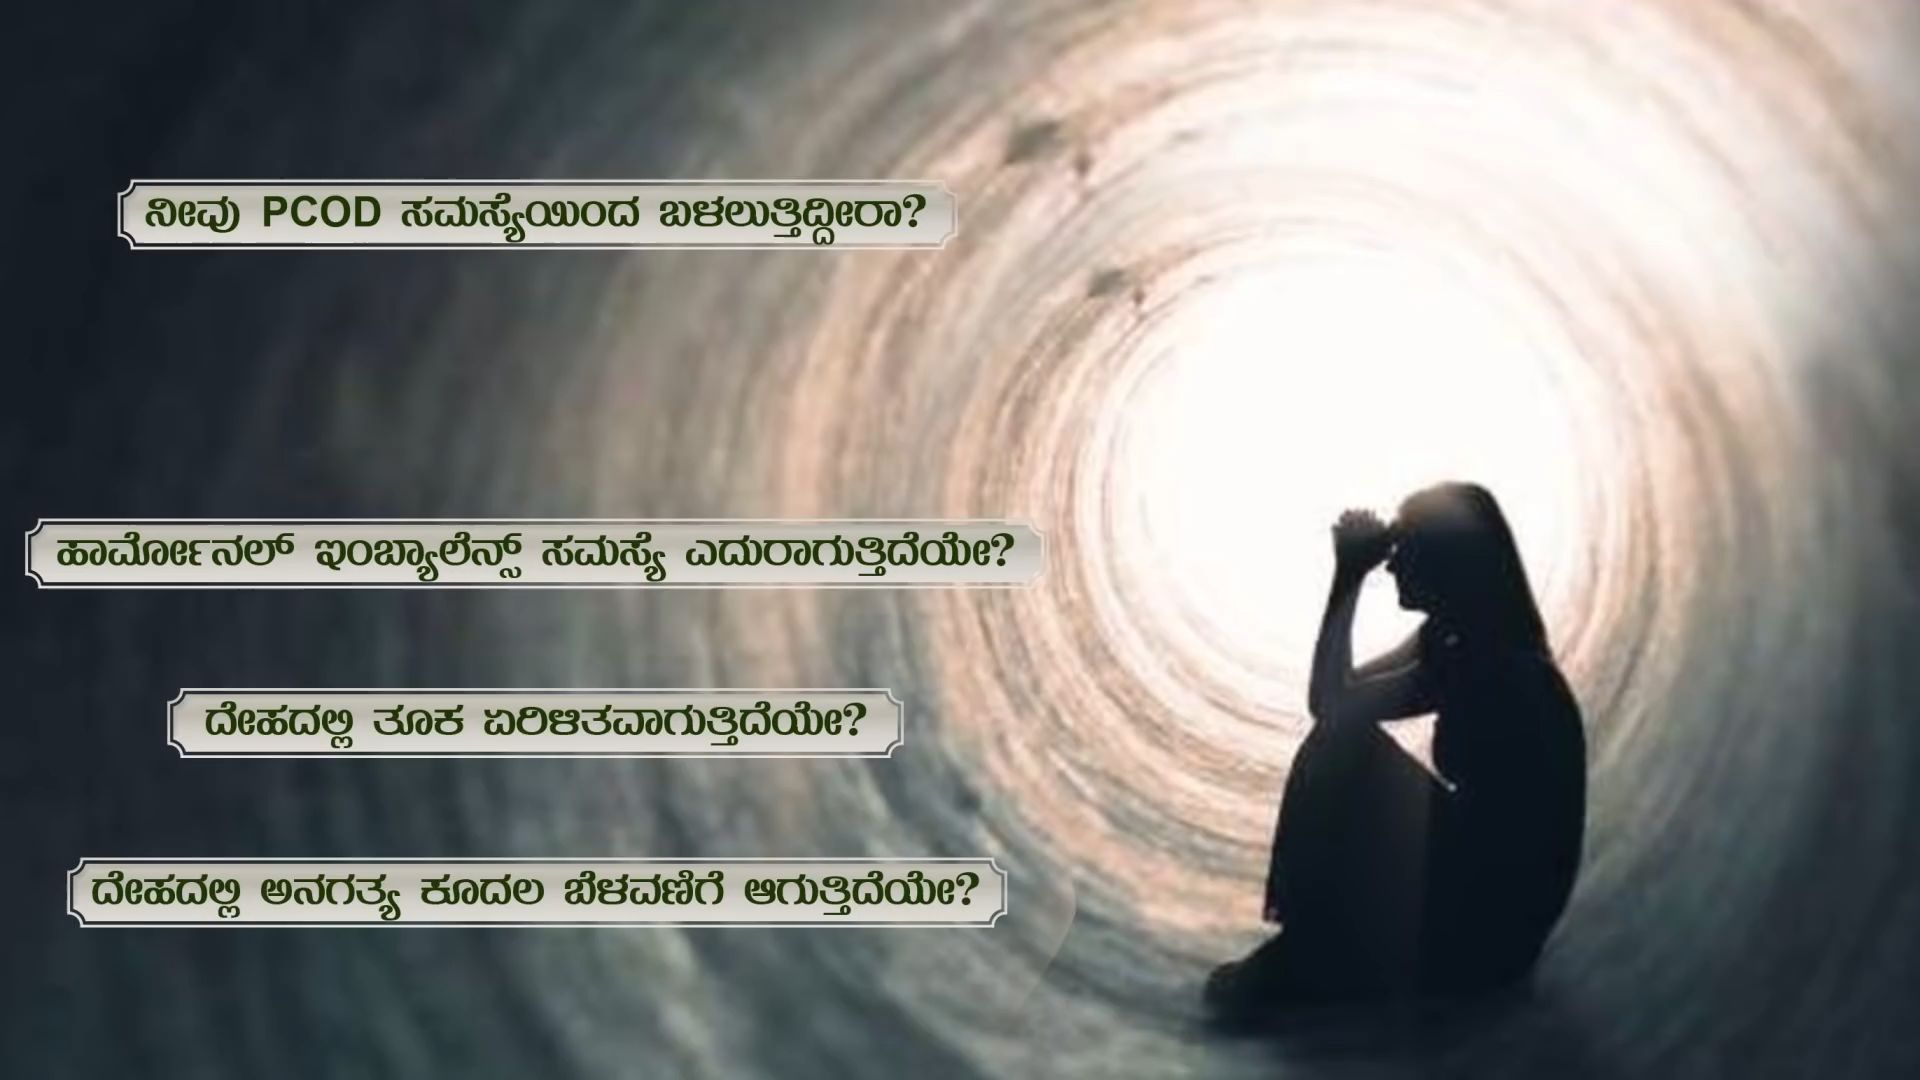 ನೀವು PCOD ಸಮಸ್ಯೆಯಿಂದ ಬಳಲುತ್ತಿದ್ದೀರಾ?
ಹಾರ್ಮೋನಲ್ ಇಂಬ್ಯಾಲೆನ್ಸ್ ಸಮಸ್ಯೆ ಎದುರಾಗುತ್ತಿದೆಯೇ?
ದೇಹದಲ್ಲಿ ತೂಕ ಏರಿಳಿತವಾಗುತ್ತಿದೆಯೇ?
ದೇಹದಲ್ಲಿ ಅನಗತ್ಯ ಕೂದಲ ಬೆಳವಣಿಗೆ ಆಗುತ್ತಿದೆಯೇ?